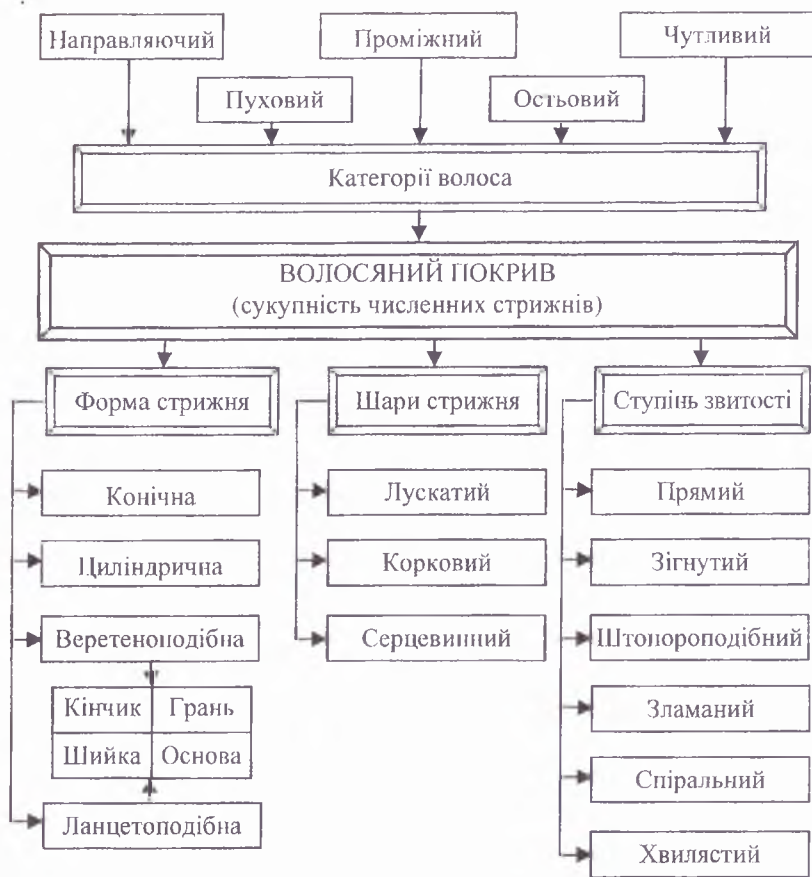 Направляючий
Проміжний
Чутливий
Пуховий
Остьовий
Категорії волоса
ВОЛОСЯНИЙ ПОКРИВ
(сукупність численних стрижнів)
Форма стрижня
Шари стрижня
Ступінь звитості
Конічна
Лускатий
Прямий
Циліндрична
Корковий
Зігнутий
Веретеноподібна
Серцевинний
Штопороподібний
Кінчик
Грань
Зламаний
Шийка
Основа
Спіральний
Ланцетоподібна
Хвилястий